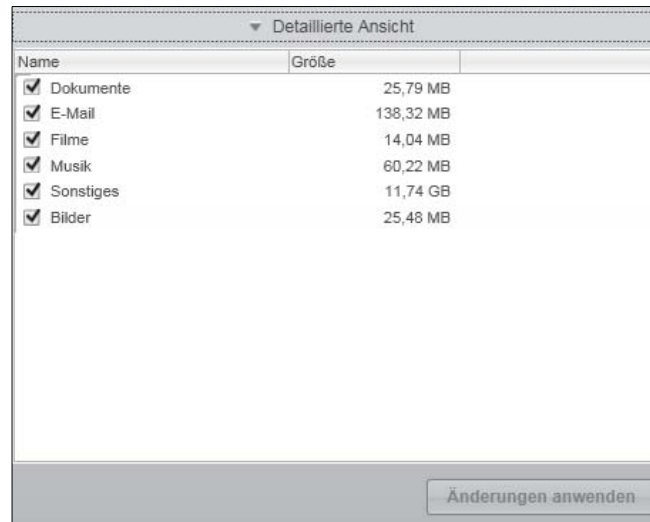 Detaillierte Ansicht
Name Größe
Dokumente 25,79 MB
E-Mail 138,32 MB
Filme 14,04 MB
Musik 60,22 MB
Sonstiges 11,74 GB
Bilder 25,48 MB
Änderungen anwenden